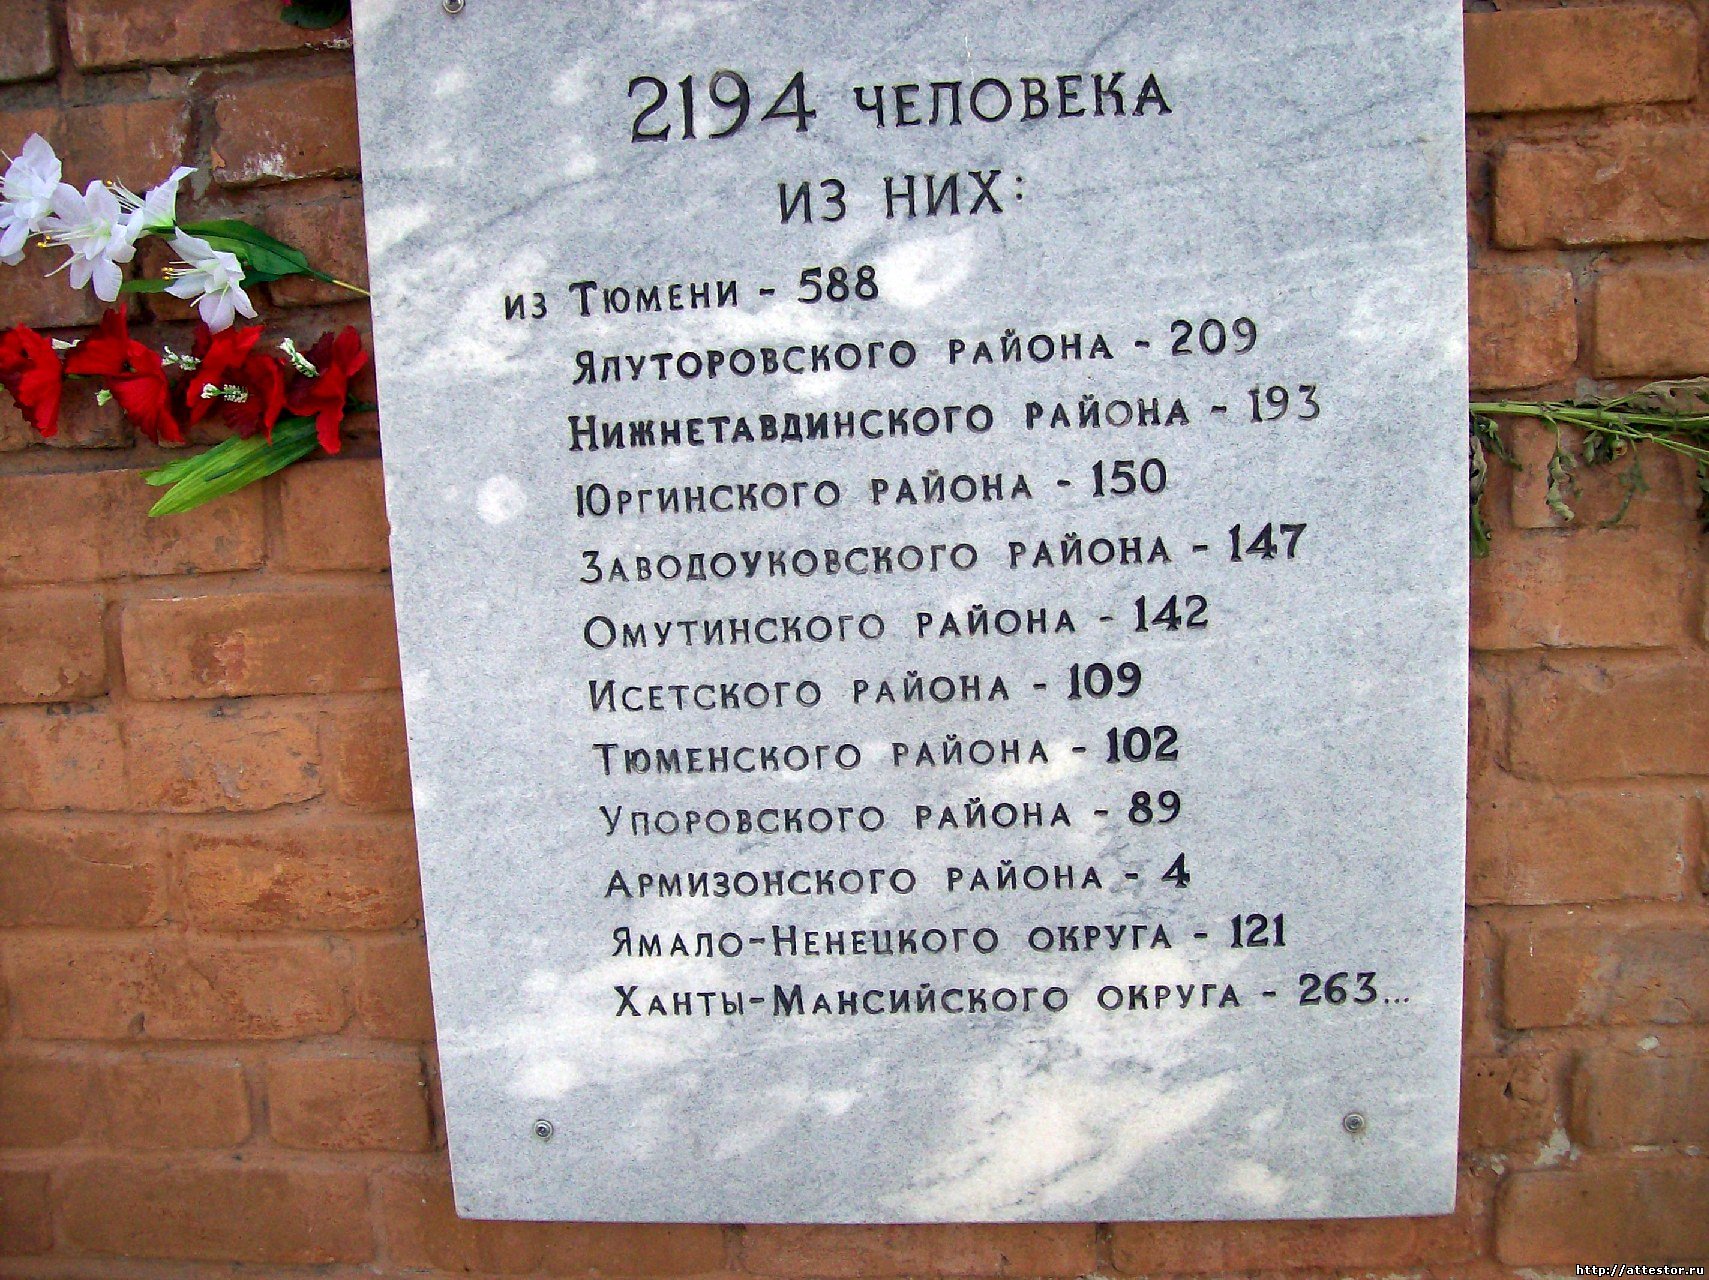 2194 ЧЕЛОВЕКА
ИЗ НИХ:
ИЗ ТЮМЕНИ - 588
ЯЛУТОРОВСКОГО РАЙОНА - 209
НИЖНЕТАВДИНСКОГО РАЙОНА - 193
ЮРГИНСКОГО РАЙОНА - 150
ЗАВОДОУКОВСКОГО РАЙОНА - 147
ОМУТИНСКОГО РАЙОНА - 142
ИСЕТСКОГО РАЙОНА - 109
ТЮМЕНСКОГО РАЙОНА - 102
УПОРОВСКОГО РАЙОНА - 89
АРМИЗОНСКОГО РАЙОНА - 4
ЯМАЛО-НЕНЕЦКОГО ОКРУГА - 121
ХАНТЫ-МАНСИЙСКОГО ОКРУГА - 263...
http://attestor.ru